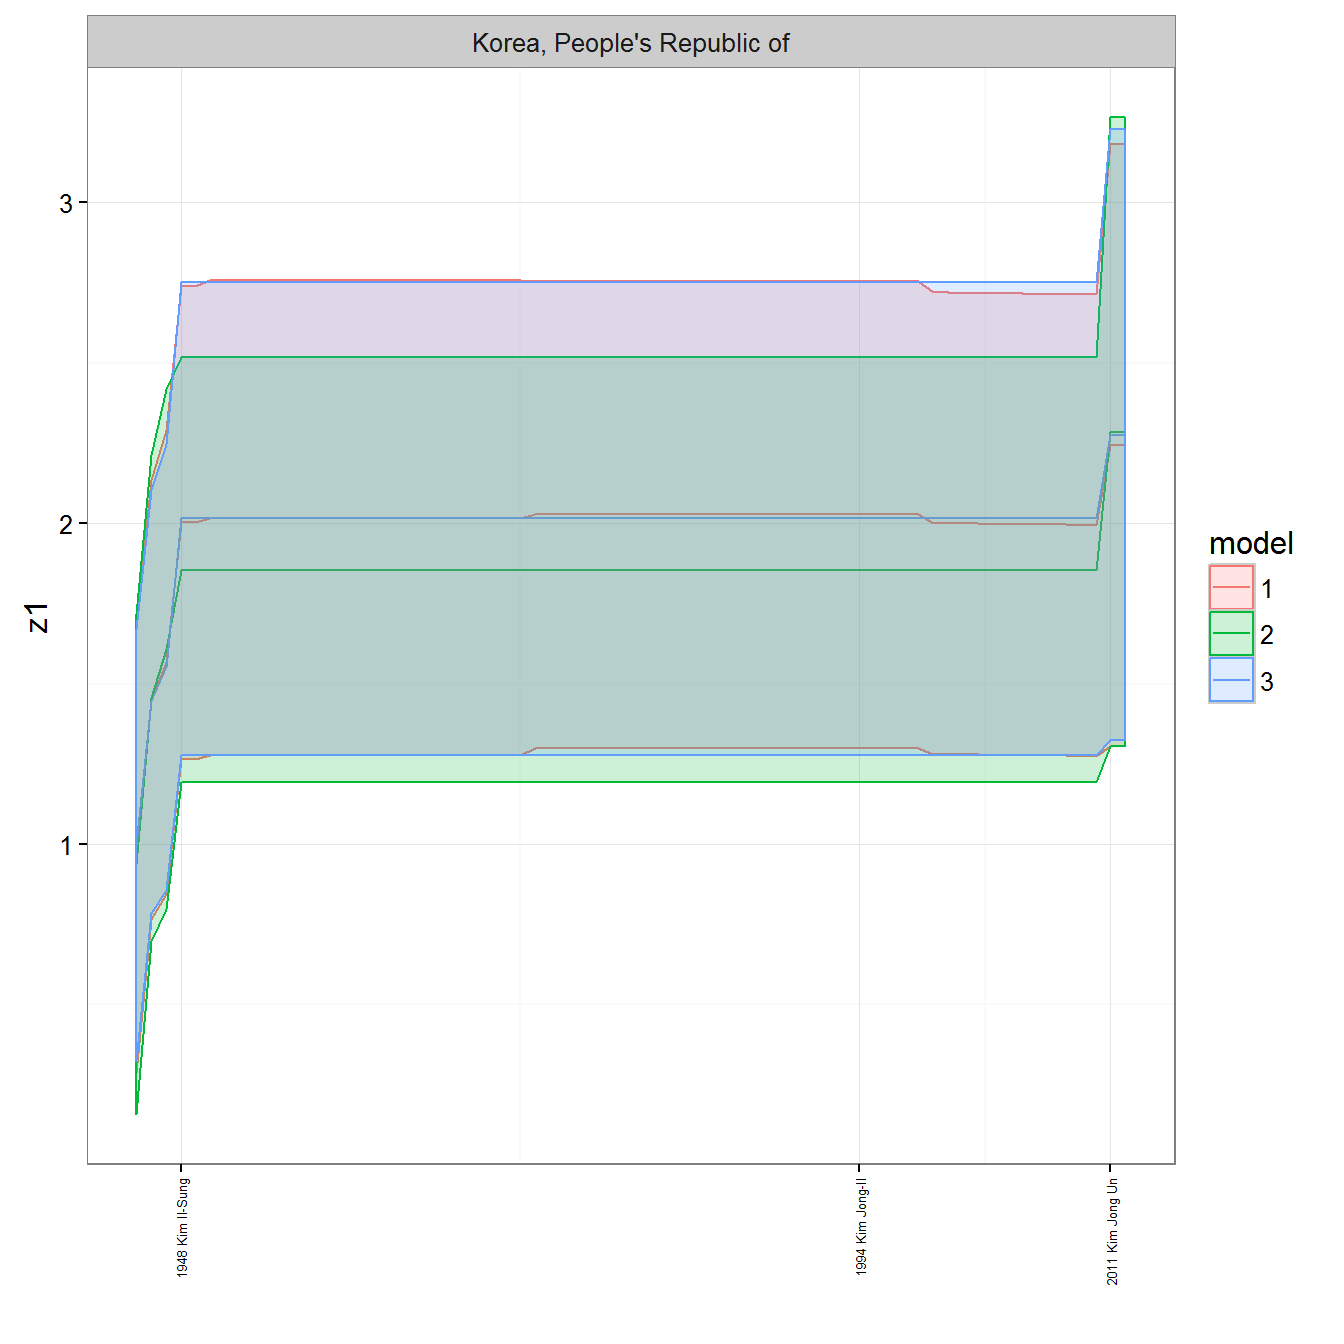 Korea, People's Republic of
3
2
1
z1
1948 Kim Il-Sung
1994 Kim Jong-Il
2011 Kim Jong Un
model
1
2
3